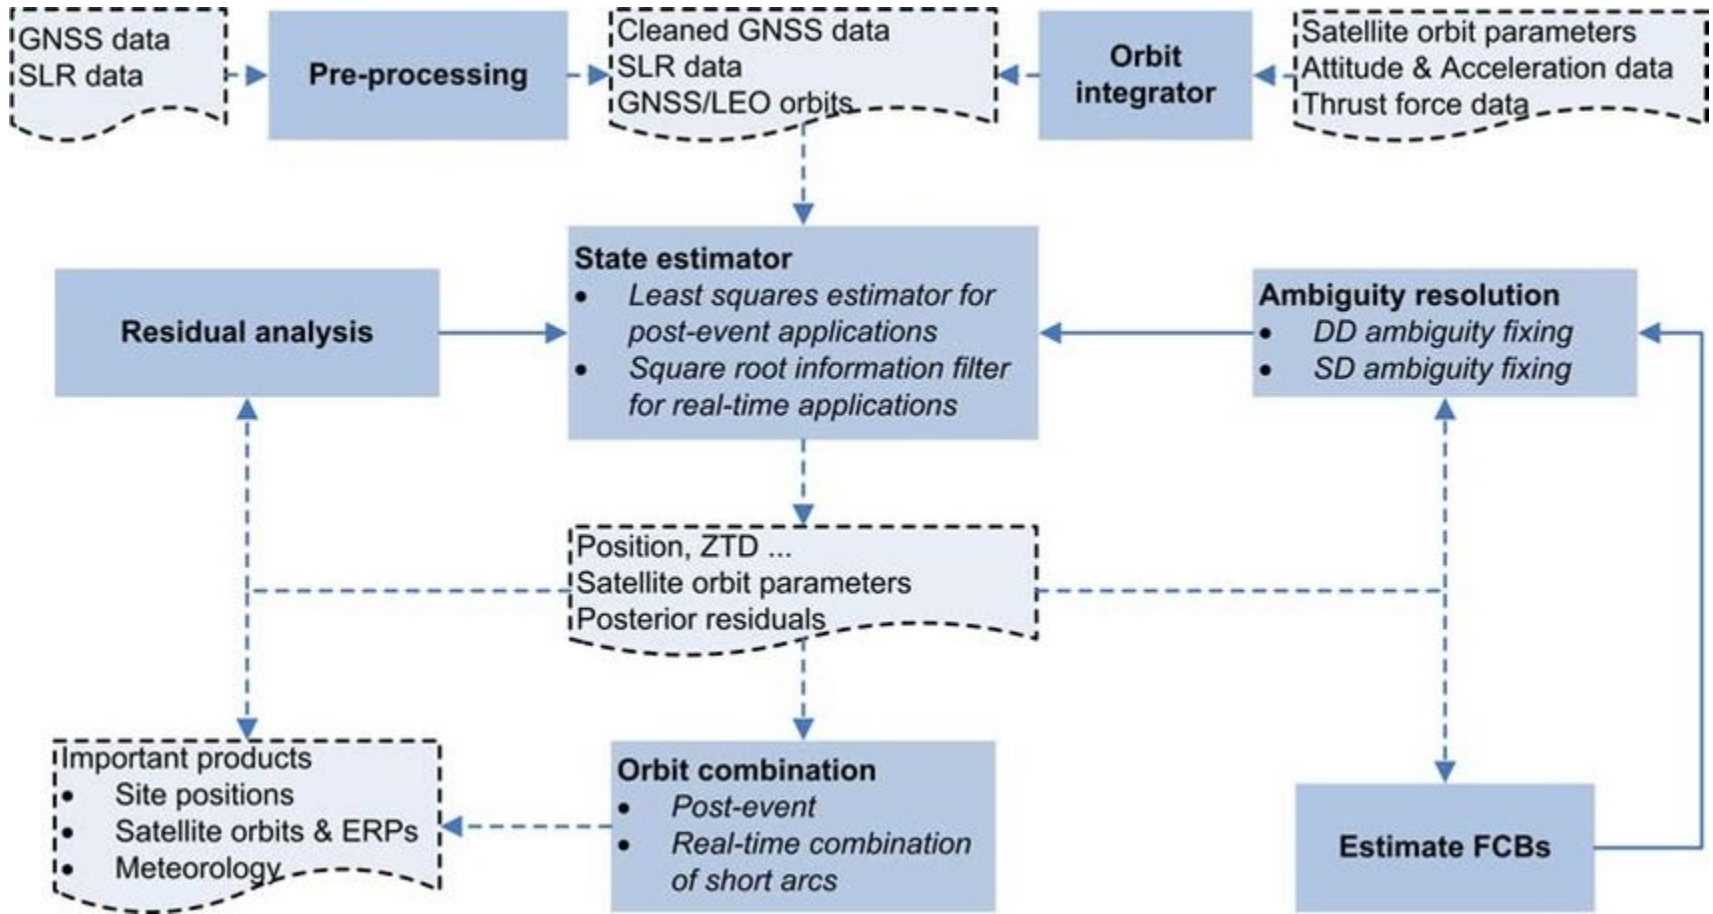 GNSS data
SLR data
Pre-processing
Cleaned GNSS data
SLR data
GNSS/LEO orbits
Orbit
integrator
Satellite orbit parameters
Attitude & Acceleration data
Thrust force data
Residual analysis
State estimator
• Least squares estimator for
post-event applications
• Square root information filter
for real-time applications
Ambiguity resolution
• DD ambiguity fixing
• SD ambiguity fixing
Position, ZTD ...
Satellite orbit parameters
Posterior residuals
Important products
• Site positions
• Satellite orbits & ERPs
• Meteorology
Orbit combination
• Post-event
• Real-time combination
of short arcs
Estimate FCBs